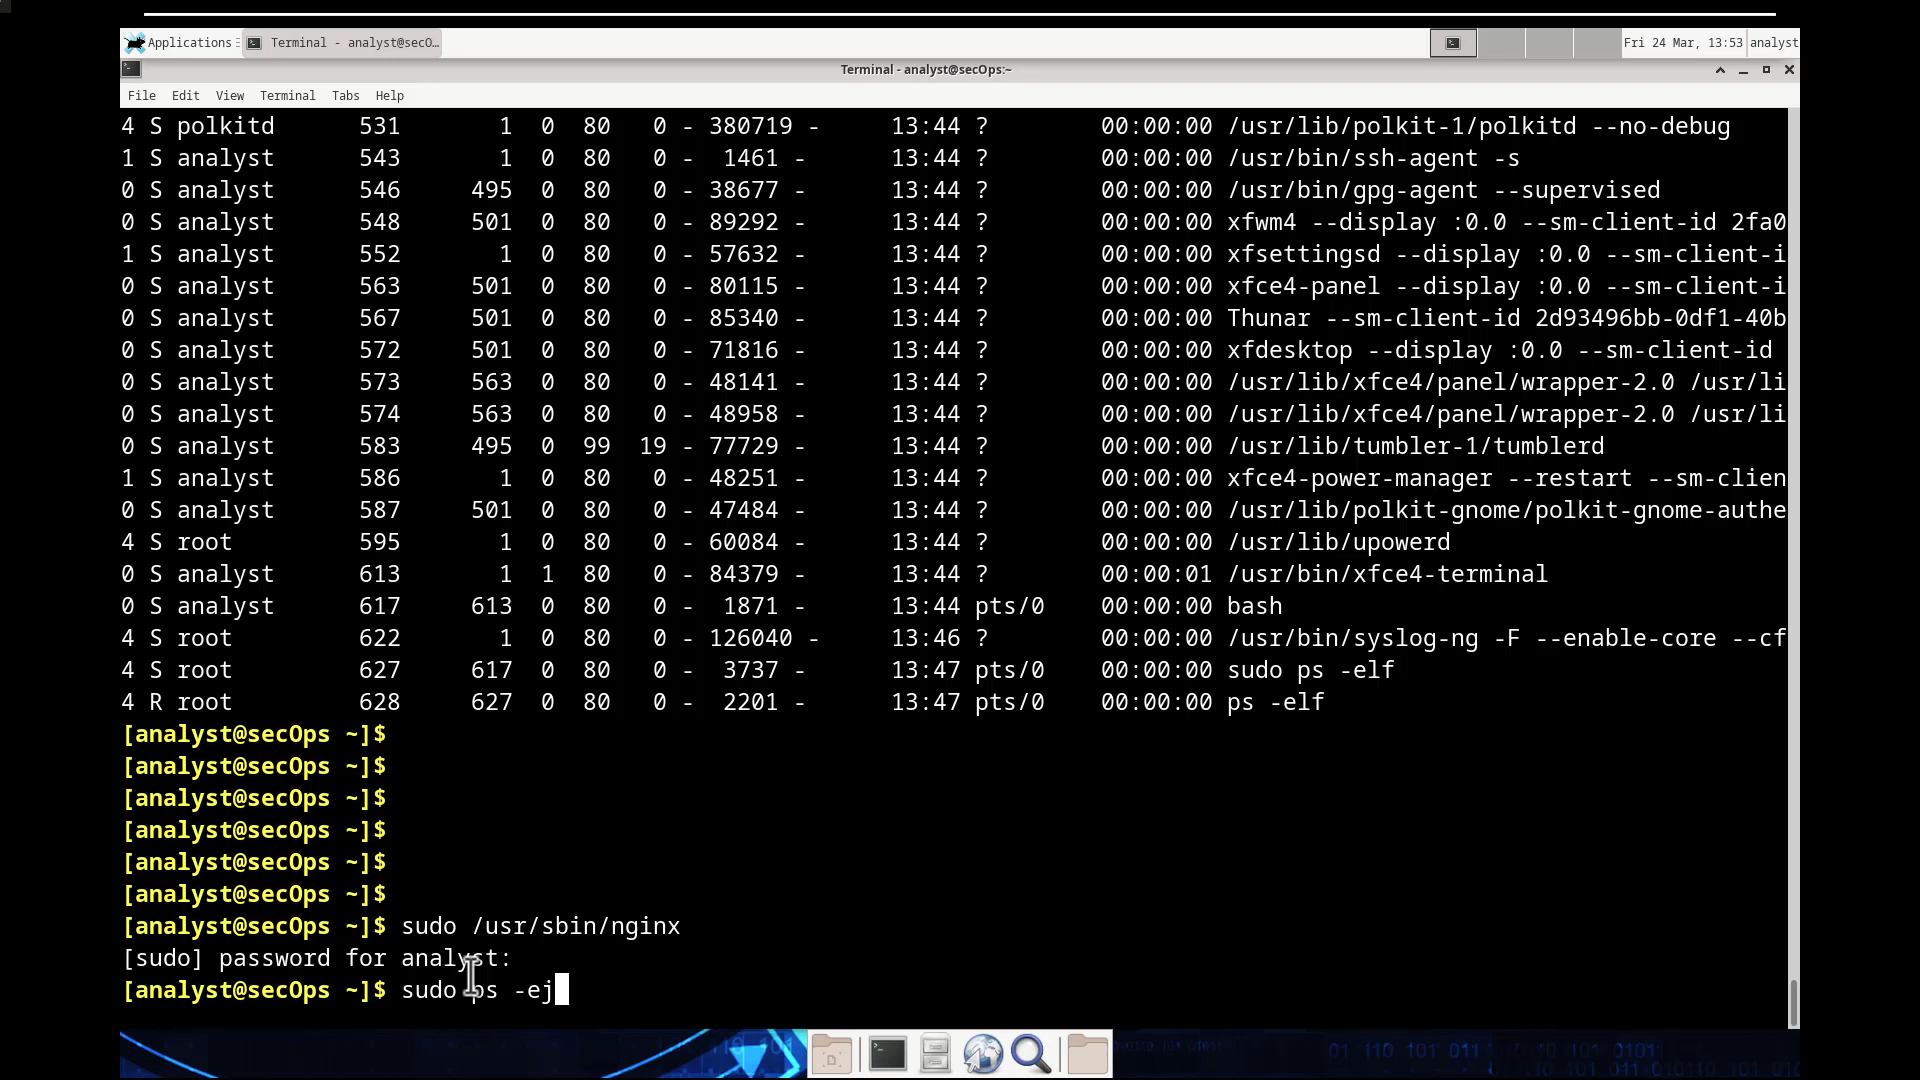 Applications Terminal - analyst@secO… Fri 24 Mar, 13:53 analyst
Terminal - analyst@secOps:~
File Edit View Terminal Tabs Help
4 S polkitd 531 1 0 80 0 - 380719 - 13:44 ? 00:00:00 /usr/lib/polkit-1/polkitd --no-debug
1 S analyst 543 1 0 80 0 - 1461 - 13:44 ? 00:00:00 /usr/bin/ssh-agent -s
0 S analyst 546 495 0 80 0 - 38677 - 13:44 ? 00:00:00 /usr/bin/gpg-agent --supervised
0 S analyst 548 501 0 80 0 - 89292 - 13:44 ? 00:00:00 xfwm4 --display :0.0 --sm-client-id 2fa0
1 S analyst 552 1 0 80 0 - 57632 - 13:44 ? 00:00:00 xfsettingsd --display :0.0 --sm-client-i
0 S analyst 563 501 0 80 0 - 80115 - 13:44 ? 00:00:00 xfce4-panel --display :0.0 --sm-client-i
0 S analyst 567 501 0 80 0 - 85340 - 13:44 ? 00:00:00 Thunar --sm-client-id 2d93496bb-0df1-40b
0 S analyst 572 501 0 80 0 - 71816 - 13:44 ? 00:00:00 xfdesktop --display :0.0 --sm-client-id
0 S analyst 573 563 0 80 0 - 48141 - 13:44 ? 00:00:00 /usr/lib/xfce4/panel/wrapper-2.0 /usr/li
0 S analyst 574 563 0 80 0 - 48958 - 13:44 ? 00:00:00 /usr/lib/xfce4/panel/wrapper-2.0 /usr/li
0 S analyst 583 495 0 99 19 - 77729 - 13:44 ? 00:00:00 /usr/lib/tumbler-1/tumblerd
1 S analyst 586 1 0 80 0 - 48251 - 13:44 ? 00:00:00 xfce4-power-manager --restart --sm-clien
0 S analyst 587 501 0 80 0 - 47484 - 13:44 ? 00:00:00 /usr/lib/polkit-gnome/polkit-gnome-authe
4 S root 595 1 0 80 0 - 60084 - 13:44 ? 00:00:00 /usr/lib/upowerd
0 S analyst 613 1 1 80 0 - 84379 - 13:44 ? 00:00:01 /usr/bin/xfce4-terminal
0 S analyst 617 613 0 80 0 - 1871 - 13:44 pts/0 00:00:00 bash
4 S root 622 1 0 80 0 - 126040 - 13:46 ? 00:00:00 /usr/bin/syslog-ng -F --enable-core --cf
4 S root 627 617 0 80 0 - 3737 - 13:47 pts/0 00:00:00 sudo ps -elf
4 R root 628 627 0 80 0 - 2201 - 13:47 pts/0 00:00:00 ps -elf
[analyst@secOps ~]$
[analyst@secOps ~]$
[analyst@secOps ~]$
[analyst@secOps ~]$
[analyst@secOps ~]$
[analyst@secOps ~]$
[analyst@secOps ~]$ sudo /usr/sbin/nginx
[sudo] password for analyst:
[analyst@secOps ~]$ sudo ps -ej